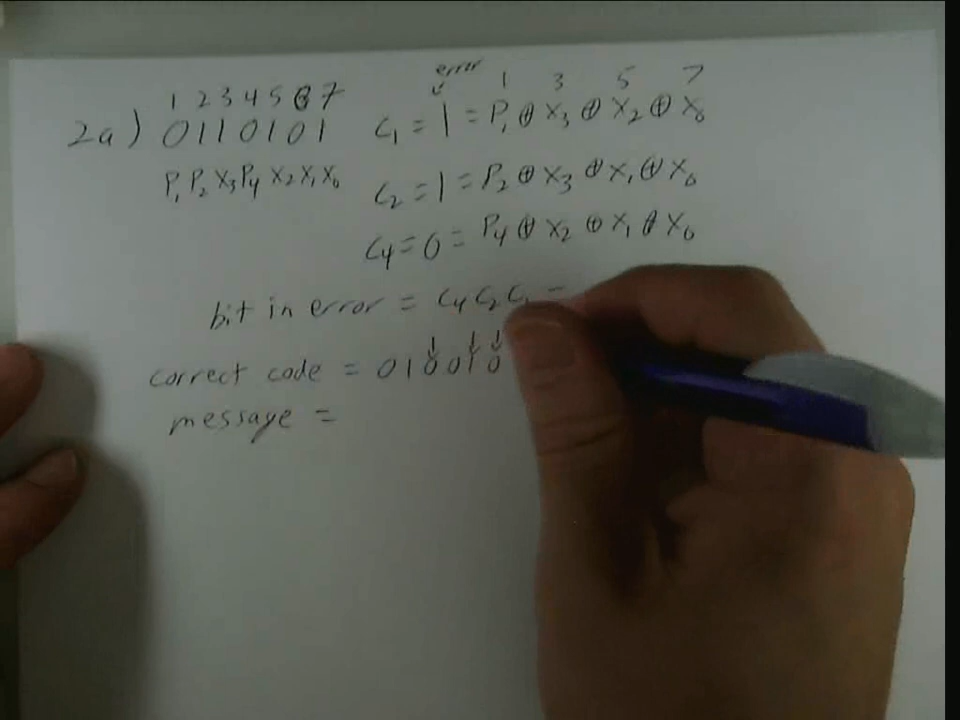 error 1 3 5 7
1 2 3 4 5 6 7
2a) 0110101 C₁ = 1 = P₁ ⊕ X₃ ⊕ X₂ ⊕ X₀
P₁ P₂ X₃ P₄ X₂ X₁ X₀ C₂ = 1 = P₂ ⊕ X₃ ⊕ X₁ ⊕ X₀
C₄ = 0 = P₄ ⊕ X₂ ⊕ X₁ ⊕ X₀
bit in error = C₄ C₂ C₁ =
correct code = 010010
message =